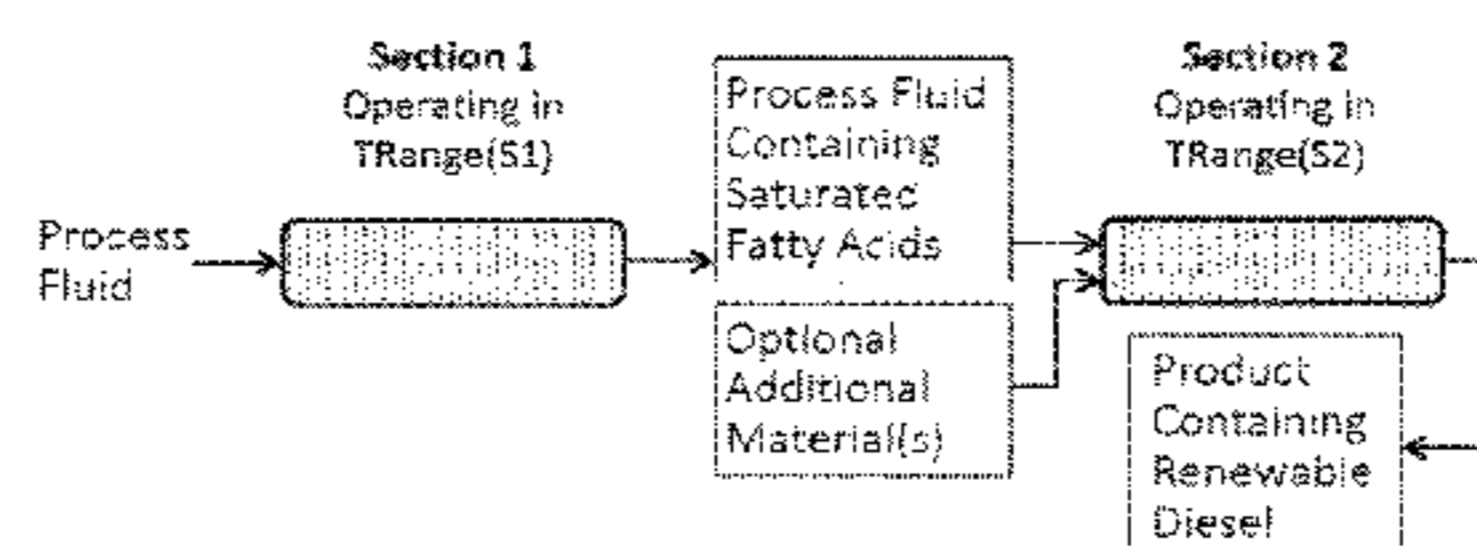 Section 1
Operating in
TRange(S1)
Process
Fluid
Process Fluid
Containing
Saturated
Fatty Acids
Optional
Additional
Material(s)
Section 2
Operating in
TRange(S2)
Product
Containing
Renewable
Diesel